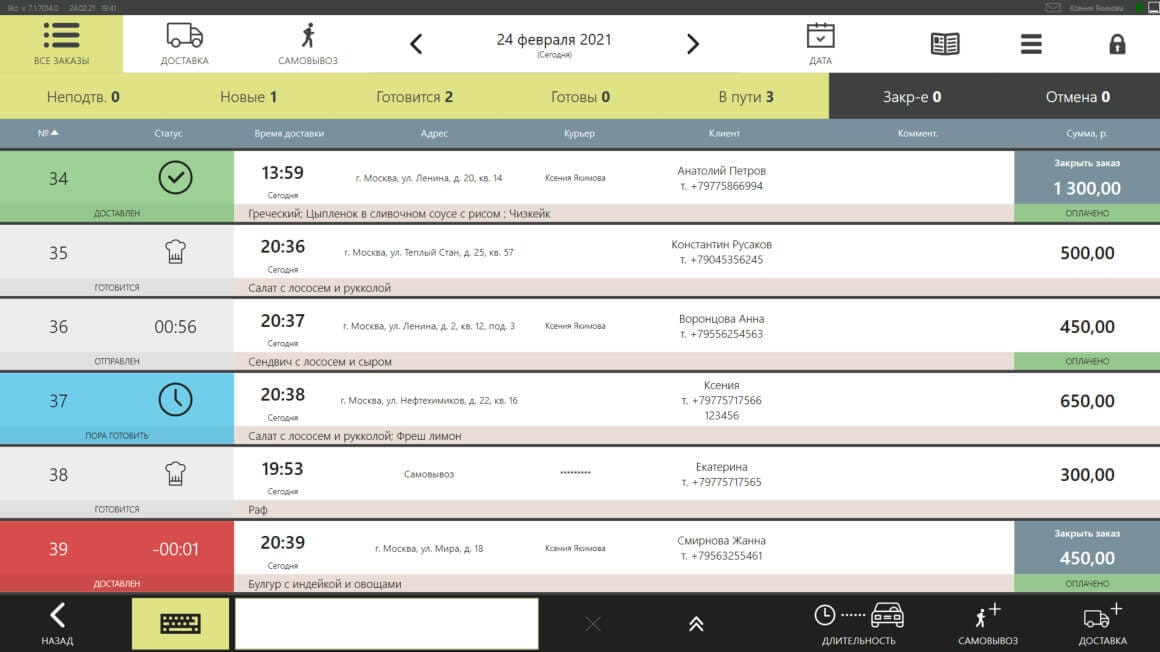 iiko v. 7.1.7014.0 24.02.21 19:41 Ксения Якимова
ВСЕ ЗАКАЗЫ ДОСТАВКА САМОВЫВОЗ 24 февраля 2021 (Сегодня) ДАТА
Неподтв. 0 Новые 1 Готовится 2 Готовы 0 В пути 3 Закр-е 0 Отмена 0
№ Статус Время доставки Адрес Курьер Клиент Коммент. Сумма, р.
34 13:59 Сегодня г. Москва, ул. Ленина, д. 20, кв. 14 Ксения Якимова Анатолий Петров
т. +79775866994 Закрыть заказ 1 300,00
ДОСТАВЛЕН Греческий; Цыпленок в сливочном соусе с рисом ; Чизкейк ОПЛАЧЕНО
35 20:36 Сегодня г. Москва, ул. Теплый Стан, д. 25, кв. 57 Константин Русаков
т. +79045356245 500,00
ГОТОВИТСЯ Салат с лососем и рукколой
36 00:56 20:37 Сегодня г. Москва, ул. Ленина, д. 2, кв. 12, под. 3 Ксения Якимова Воронцова Анна
т. +79556254563 450,00
ОТПРАВЛЕН Сендвич с лососем и сыром ОПЛАЧЕНО
37 20:38 Сегодня г. Москва, ул. Нефтехимиков, д. 22, кв. 16 Ксения
т. +79775717566
123456 650,00
ПОРА ГОТОВИТЬ Салат с лососем и рукколой; Фреш лимон
38 19:53 Сегодня Самовывоз ********* Екатерина
т. +79775717565 300,00
ГОТОВИТСЯ Раф
39 -00:01 20:39 Сегодня г. Москва, ул. Мира, д. 18 Ксения Якимова Смирнова Жанна
т. +79563255461 Закрыть заказ 450,00
ДОСТАВЛЕН Булгур с индейкой и овощами ОПЛАЧЕНО
НАЗАД ДЛИТЕЛЬНОСТЬ САМОВЫВОЗ ДОСТАВКА